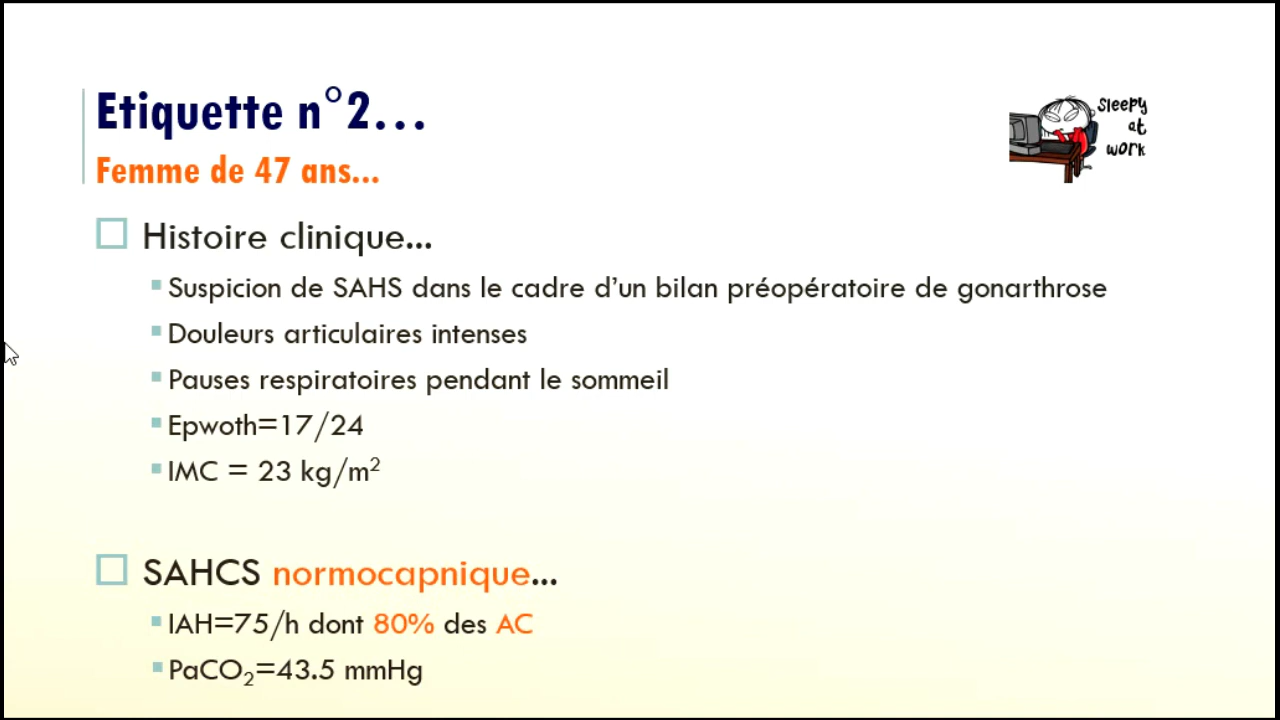 Etiquette n°2…
Femme de 47 ans...
Sleepy
at
work
Histoire clinique...
Suspicion de SAHS dans le cadre d'un bilan préopératoire de gonarthrose
Douleurs articulaires intenses
Pauses respiratoires pendant le sommeil
Epwoth=17/24
IMC = 23 kg/m²
SAHCS normocapnique...
IAH=75/h dont 80% des AC
PaCO₂=43.5 mmHg